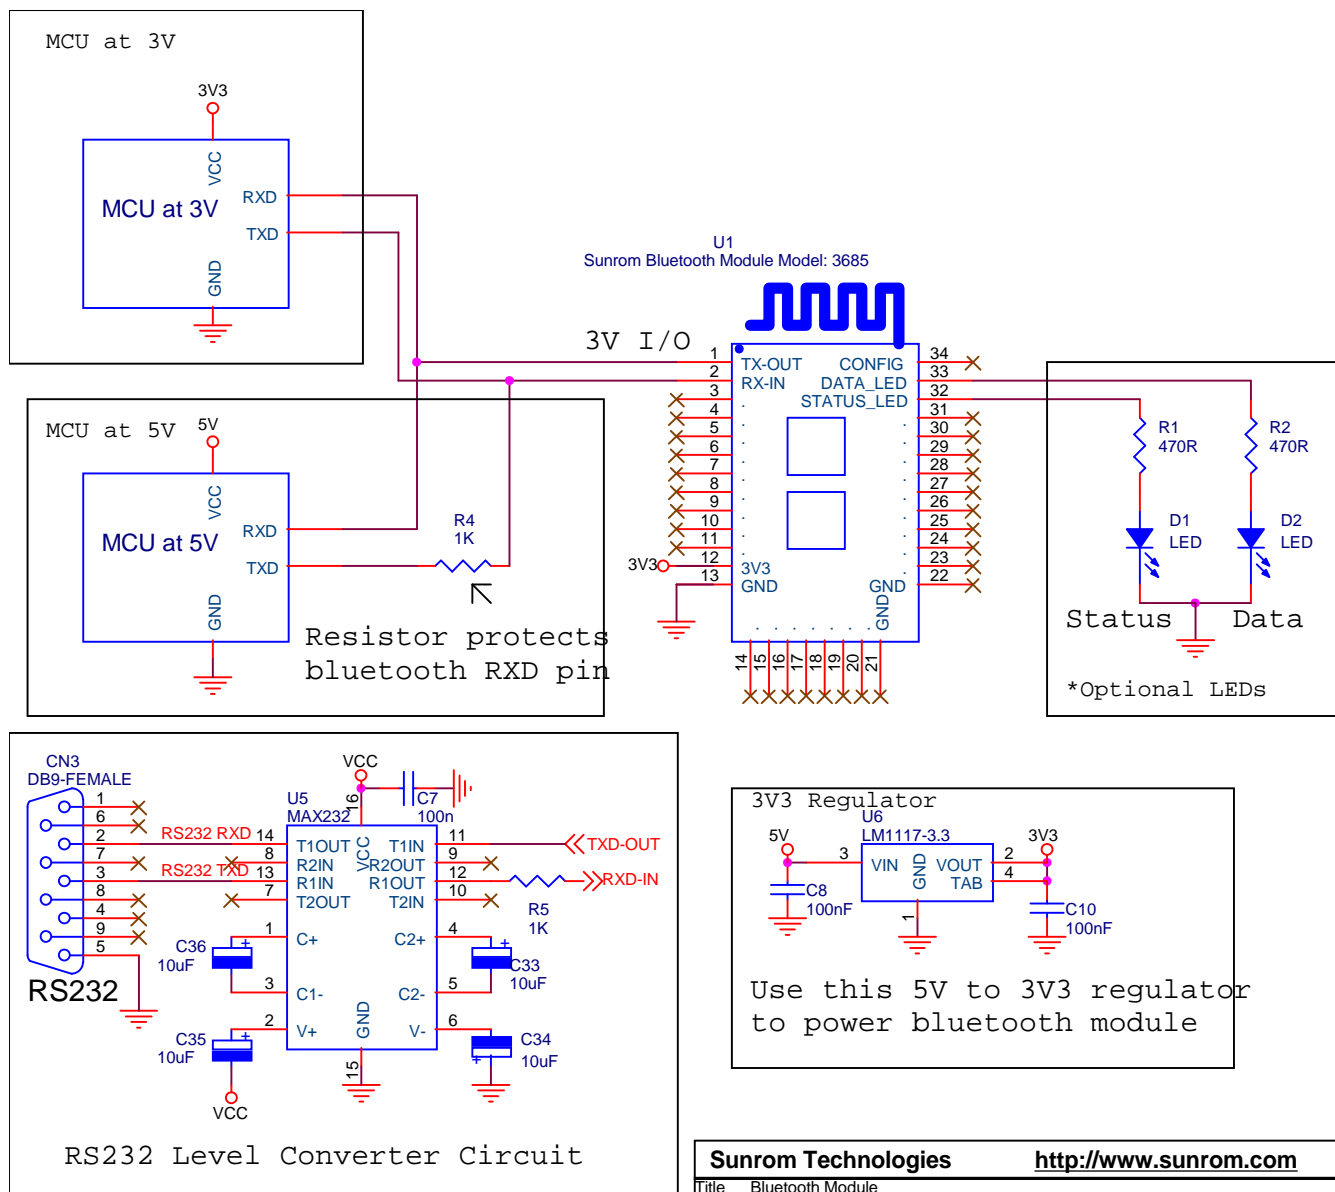 MCU at 3V
3V3
VCC
MCU at 3V
RXD
TXD
GND
U1
Sunrom Bluetooth Module Model: 3685
3V I/O
1 TX-OUT
2 RX-IN
3
4
5
6
7
8
9
10
11
3V3 12 3V3
13 GND
CONFIG 34
DATA_LED 33
STATUS_LED 32
31
30
29
28
27
26
25
24
23
GND 22
GND
14 15 16 17 18 19 20 21
R1
470R
R2
470R
D1
LED
D2
LED
Status Data
*Optional LEDs
MCU at 5V
5V
VCC
MCU at 5V
RXD
TXD
GND
R4
1K
Resistor protects
bluetooth RXD pin
CN3
DB9-FEMALE
1
6
2
7
3
8
4
9
5
RS232
RS232 RXD
RS232 TXD
U5
MAX232
VCC
16
C7
100n
14 T1OUT
8 R2IN
13 R1IN
7 T2OUT
1 C+
3 C1-
2 V+
VCC
T1IN 11
R2OUT 9
R1OUT 12
T2IN 10
C2+ 4
C2- 5
V- 6
GND
15
TXD-OUT
RXD-IN
R5
1K
C36
10uF
C33
10uF
C35
10uF
C34
10uF
VCC
RS232 Level Converter Circuit
3V3 Regulator
U6
LM1117-3.3
5V
3V3
3 VIN
GND
VOUT 2
TAB 4
1
C8
100nF
C10
100nF
Use this 5V to 3V3 regulator
to power bluetooth module
Sunrom Technologies http://www.sunrom.com
Title Bluetooth Module